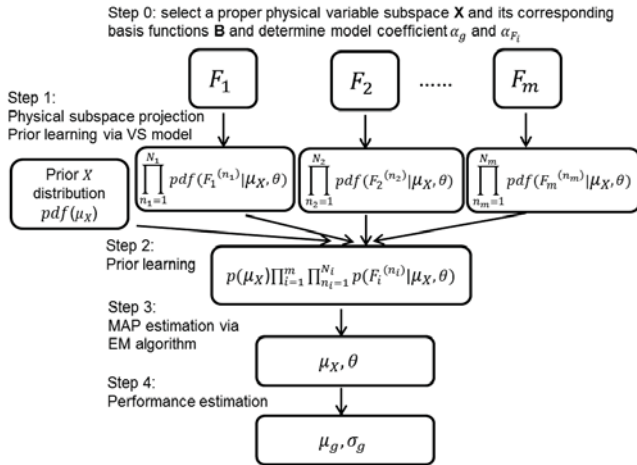 Step 0: select a proper physical variable subspace X and its corresponding
basis functions B and determine model coefficient α_g and α_{F_i}
F_1
F_2
......
F_m
Step 1:
Physical subspace projection
Prior learning via VS model
Prior X
distribution
pdf(μ_X)
∏_{n_1=1}^{N_1} pdf(F_1^{(n_1)}|μ_X, θ)
∏_{n_2=1}^{N_2} pdf(F_2^{(n_2)}|μ_X, θ)
∏_{n_m=1}^{N_m} pdf(F_m^{(n_m)}|μ_X, θ)
Step 2:
Prior learning
p(μ_X) ∏_{i=1}^{m} ∏_{n_i=1}^{N_i} p(F_i^{(n_i)}|μ_X, θ)
Step 3:
MAP estimation via
EM algorithm
μ_X, θ
Step 4:
Performance estimation
μ_g, σ_g